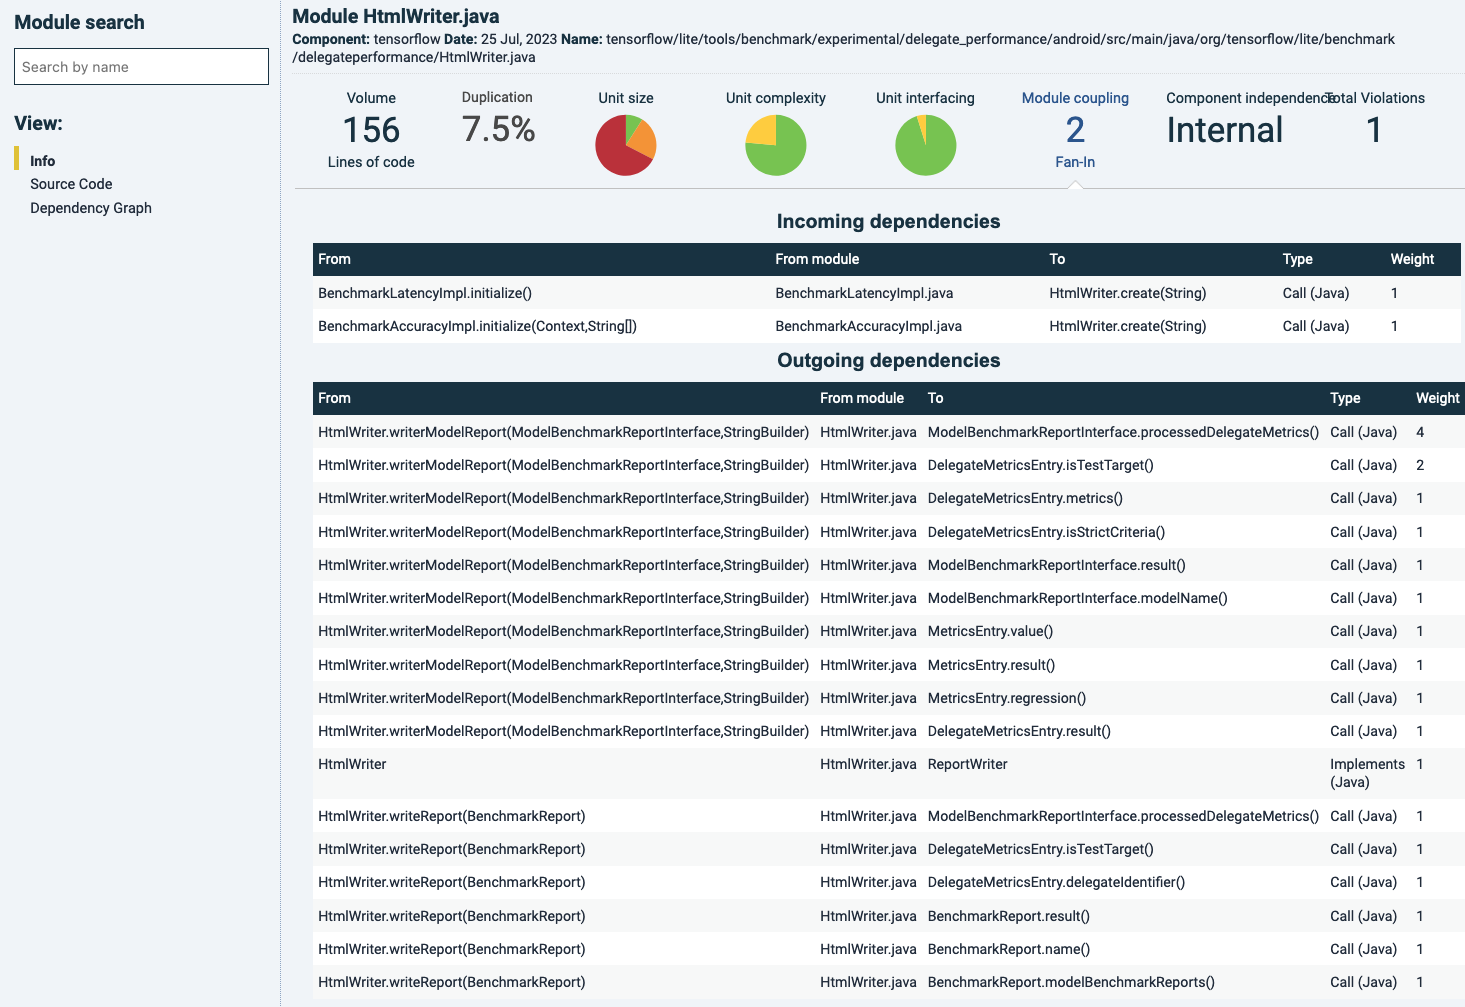 Module search
Search by name
View:
Info
Source Code
Dependency Graph
Module HtmlWriter.java
Component: tensorflow Date: 25 Jul, 2023 Name: tensorflow/lite/tools/benchmark/experimental/delegate_performance/android/src/main/java/org/tensorflow/lite/benchmark
/delegateperformance/HtmlWriter.java
Volume
156
Lines of code
Duplication
7.5%
Unit size
Unit complexity
Unit interfacing
Module coupling
2
Fan-In
Component independence
Internal
Total Violations
1
Incoming dependencies
From From module To Type Weight
BenchmarkLatencyImpl.initialize() BenchmarkLatencyImpl.java HtmlWriter.create(String) Call (Java) 1
BenchmarkAccuracyImpl.initialize(Context,String[]) BenchmarkAccuracyImpl.java HtmlWriter.create(String) Call (Java) 1
Outgoing dependencies
From From module To Type Weight
HtmlWriter.writerModelReport(ModelBenchmarkReportInterface,StringBuilder) HtmlWriter.java ModelBenchmarkReportInterface.processedDelegateMetrics() Call (Java) 4
HtmlWriter.writerModelReport(ModelBenchmarkReportInterface,StringBuilder) HtmlWriter.java DelegateMetricsEntry.isTestTarget() Call (Java) 2
HtmlWriter.writerModelReport(ModelBenchmarkReportInterface,StringBuilder) HtmlWriter.java DelegateMetricsEntry.metrics() Call (Java) 1
HtmlWriter.writerModelReport(ModelBenchmarkReportInterface,StringBuilder) HtmlWriter.java DelegateMetricsEntry.isStrictCriteria() Call (Java) 1
HtmlWriter.writerModelReport(ModelBenchmarkReportInterface,StringBuilder) HtmlWriter.java ModelBenchmarkReportInterface.result() Call (Java) 1
HtmlWriter.writerModelReport(ModelBenchmarkReportInterface,StringBuilder) HtmlWriter.java ModelBenchmarkReportInterface.modelName() Call (Java) 1
HtmlWriter.writerModelReport(ModelBenchmarkReportInterface,StringBuilder) HtmlWriter.java MetricsEntry.value() Call (Java) 1
HtmlWriter.writerModelReport(ModelBenchmarkReportInterface,StringBuilder) HtmlWriter.java MetricsEntry.result() Call (Java) 1
HtmlWriter.writerModelReport(ModelBenchmarkReportInterface,StringBuilder) HtmlWriter.java MetricsEntry.regression() Call (Java) 1
HtmlWriter.writerModelReport(ModelBenchmarkReportInterface,StringBuilder) HtmlWriter.java DelegateMetricsEntry.result() Call (Java) 1
HtmlWriter HtmlWriter.java ReportWriter Implements 1
(Java)
HtmlWriter.writeReport(BenchmarkReport) HtmlWriter.java ModelBenchmarkReportInterface.processedDelegateMetrics() Call (Java) 1
HtmlWriter.writeReport(BenchmarkReport) HtmlWriter.java DelegateMetricsEntry.isTestTarget() Call (Java) 1
HtmlWriter.writeReport(BenchmarkReport) HtmlWriter.java DelegateMetricsEntry.delegateIdentifier() Call (Java) 1
HtmlWriter.writeReport(BenchmarkReport) HtmlWriter.java BenchmarkReport.result() Call (Java) 1
HtmlWriter.writeReport(BenchmarkReport) HtmlWriter.java BenchmarkReport.name() Call (Java) 1
HtmlWriter.writeReport(BenchmarkReport) HtmlWriter.java BenchmarkReport.modelBenchmarkReports() Call (Java) 1